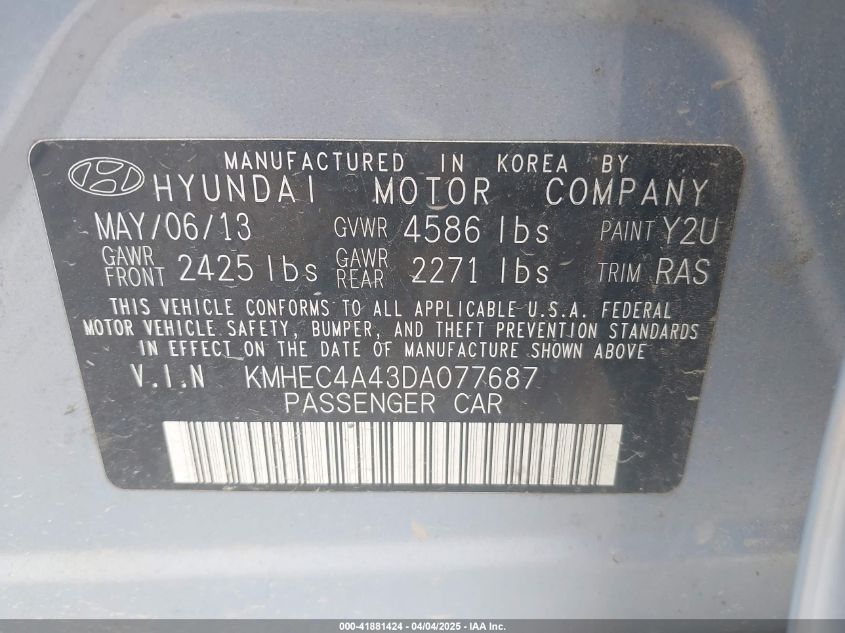 MANUFACTURED IN KOREA BY
HYUNDAI MOTOR COMPANY
MAY/06/13 GVWR 4586 lbs PAINT Y2U
GAWR FRONT 2425 lbs GAWR REAR 2271 lbs TRIM RAS
THIS VEHICLE CONFORMS TO ALL APPLICABLE U.S.A. FEDERAL
MOTOR VEHICLE SAFETY, BUMPER, AND THEFT PREVENTION STANDARDS
IN EFFECT ON THE DATE OF MANUFACTURE SHOWN ABOVE
V.I.N KMHEC4A43DA077687
PASSENGER CAR
000-41881424 - 04/04/2025 - IAA Inc.